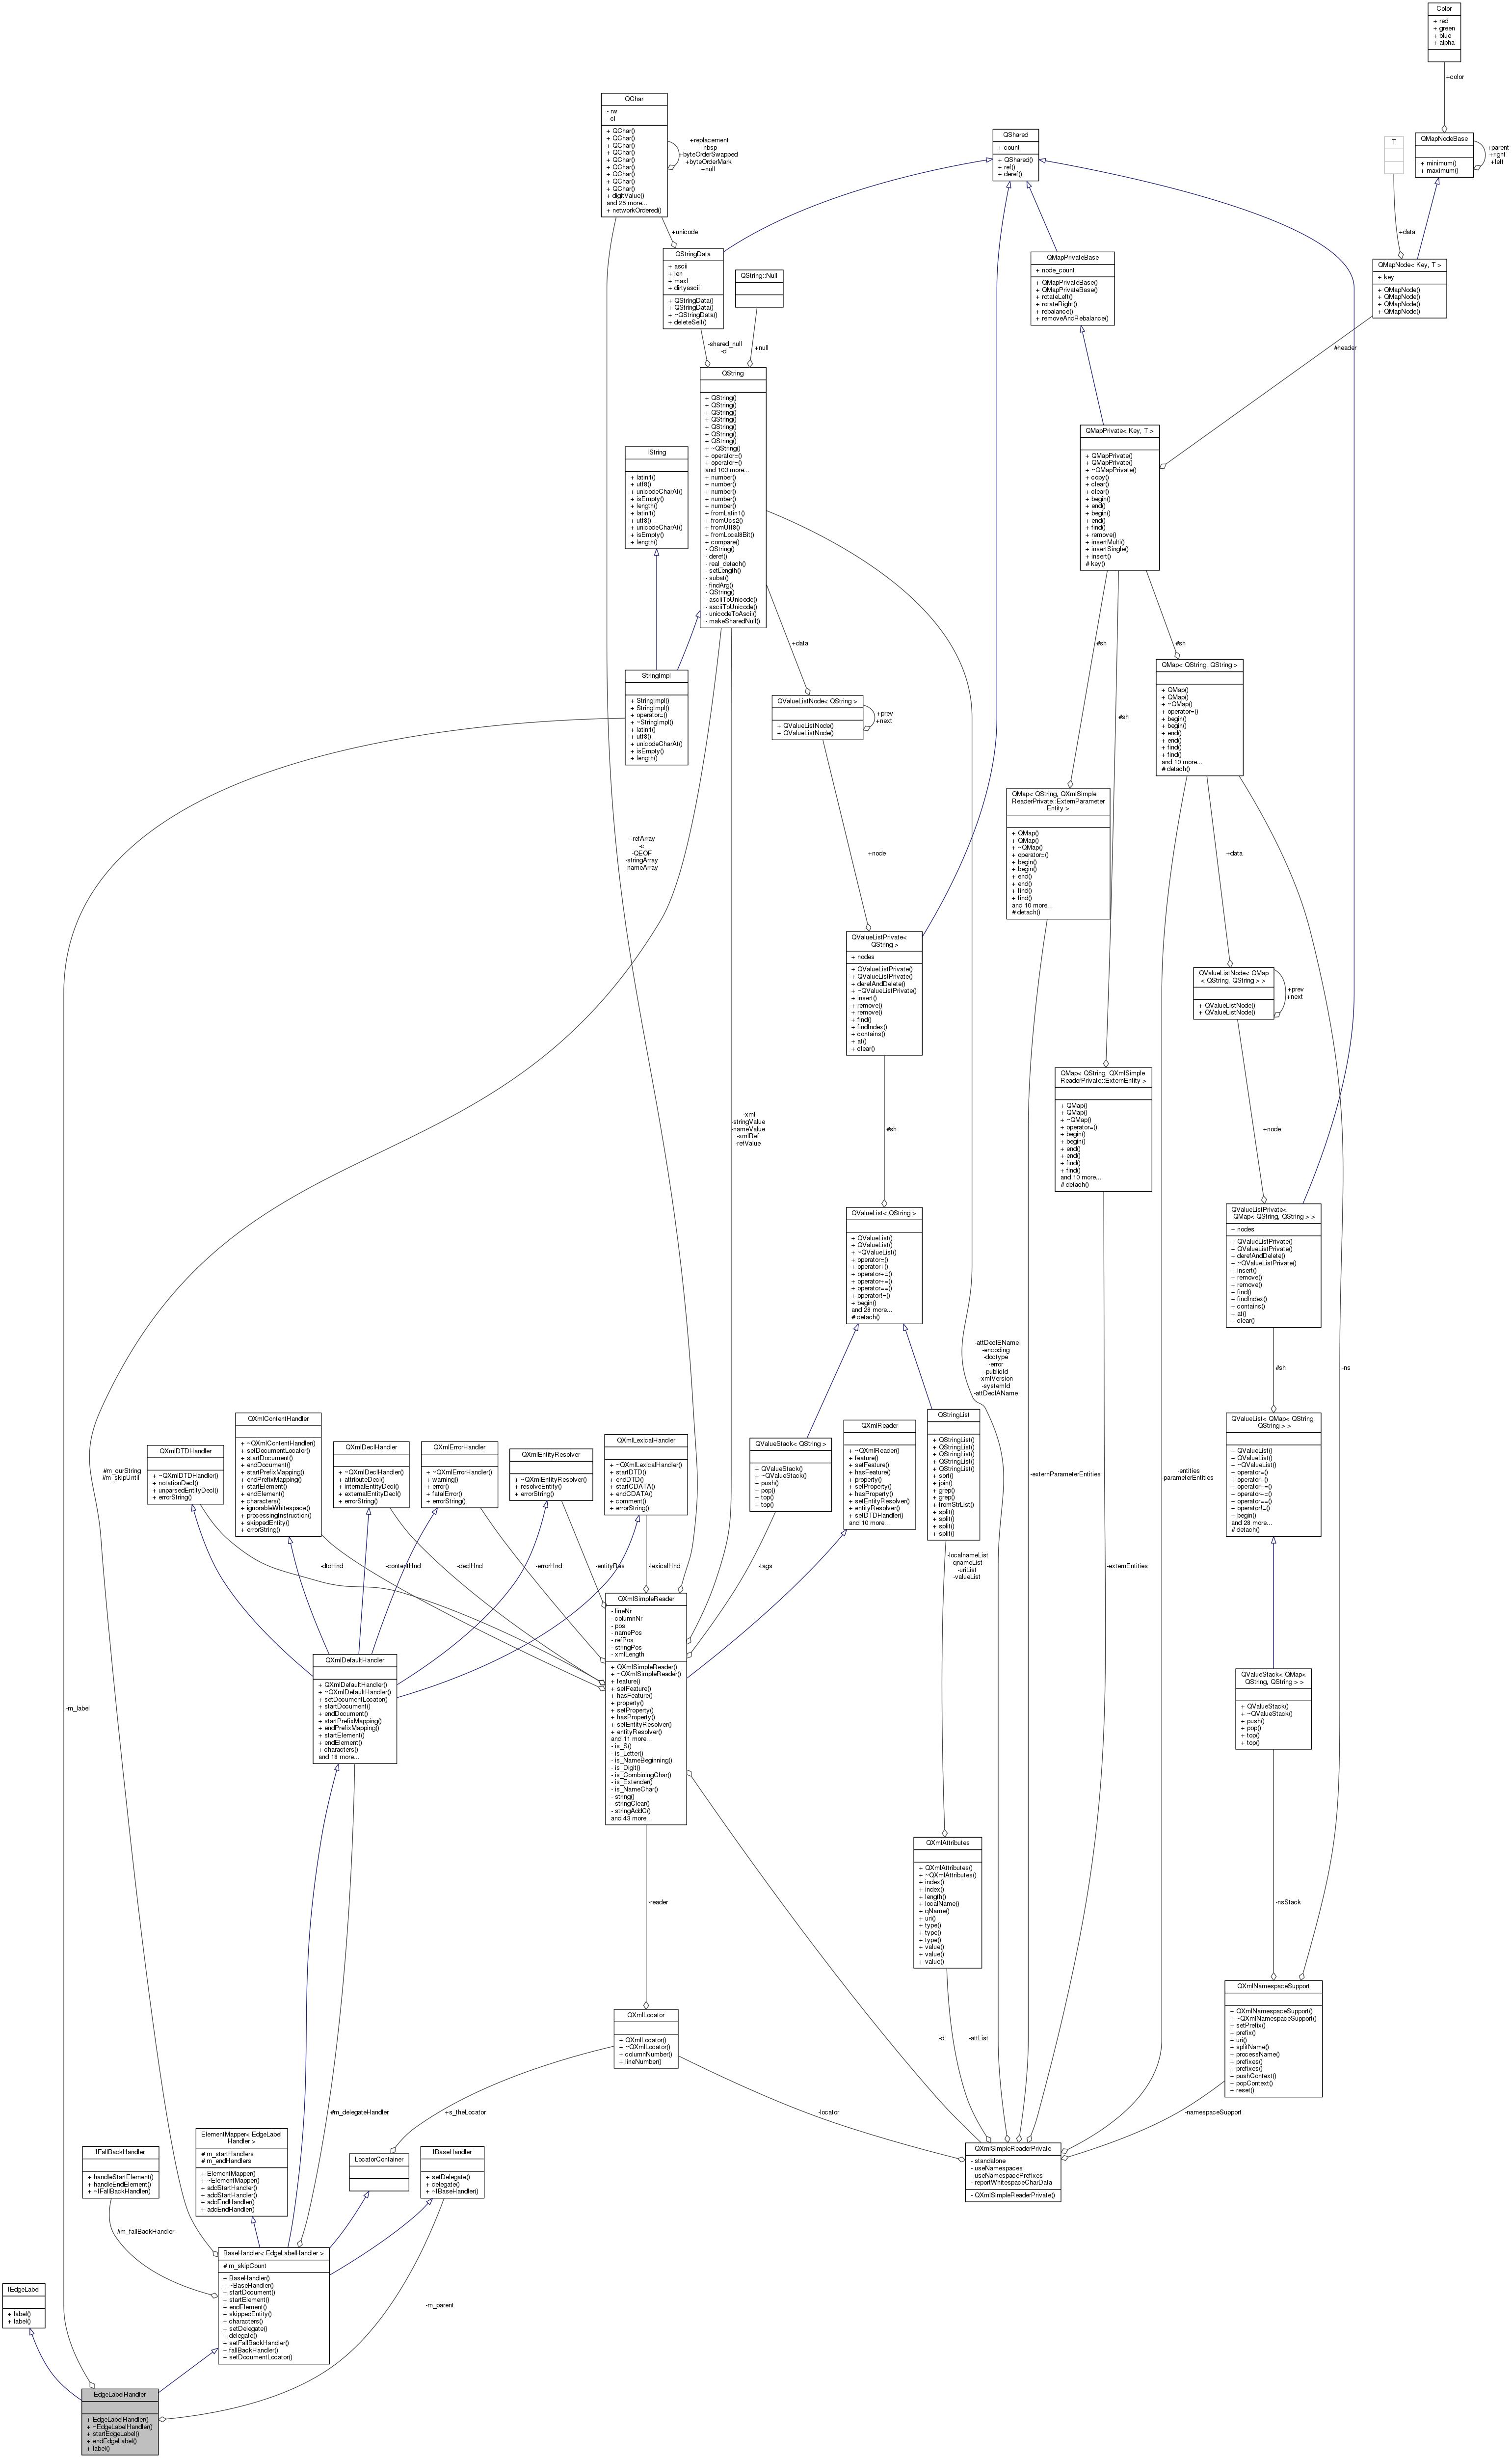 Color
+ red
+ green
+ blue
+ alpha
+color
QChar
- rw
- cl
+ QChar()
+ QChar()
+ QChar()
+ QChar()
+ QChar()
+ QChar()
+ QChar()
+ QChar()
+ QChar()
+ digitValue()
and 25 more...
+ networkOrdered()
+replacement
+nbsp
+byteOrderSwapped
+byteOrderMark
+null
QShared
+ count
+ QShared()
+ ref()
+ deref()
T
QMapNodeBase
+ minimum()
+ maximum()
+parent
+right
+left
+unicode
+data
QStringData
+ ascii
+ len
+ maxl
+ dirtyascii
+ QStringData()
+ QStringData()
+ ~QStringData()
+ deleteSelf()
QString::Null
QMapPrivateBase
+ node_count
+ QMapPrivateBase()
+ QMapPrivateBase()
+ rotateLeft()
+ rotateRight()
+ rebalance()
+ removeAndRebalance()
QMapNode< Key, T >
+ key
+ QMapNode()
+ QMapNode()
+ QMapNode()
+ QMapNode()
-shared_null
-d
+null
#header
QString
+ QString()
+ QString()
+ QString()
+ QString()
+ QString()
+ QString()
+ QString()
+ ~QString()
+ operator=()
+ operator=()
and 103 more...
+ number()
+ number()
+ number()
+ number()
+ number()
+ fromLatin1()
+ fromUcs2()
+ fromUtf8()
+ fromLocal8Bit()
+ compare()
- QString()
- deref()
- real_detach()
- setLength()
- subat()
- findArg()
- QString()
- asciiToUnicode()
- asciiToUnicode()
- unicodeToAscii()
- makeSharedNull()
IString
+ latin1()
+ utf8()
+ unicodeCharAt()
+ isEmpty()
+ length()
+ latin1()
+ utf8()
+ unicodeCharAt()
+ isEmpty()
+ length()
QMapPrivate< Key, T >
+ QMapPrivate()
+ QMapPrivate()
+ ~QMapPrivate()
+ copy()
+ clear()
+ clear()
+ begin()
+ end()
+ begin()
+ end()
+ find()
+ remove()
+ insertMulti()
+ insertSingle()
+ insert()
# key()
+data
#sh
#sh
#sh
StringImpl
+ StringImpl()
+ StringImpl()
+ operator=()
+ ~StringImpl()
+ latin1()
+ utf8()
+ unicodeCharAt()
+ isEmpty()
+ length()
QValueListNode< QString >
+ QValueListNode()
+ QValueListNode()
+prev
+next
QMap< QString, QString >
+ QMap()
+ QMap()
+ ~QMap()
+ operator=()
+ begin()
+ begin()
+ end()
+ end()
+ find()
+ find()
and 10 more...
# detach()
QMap< QString, QXmlSimple
ReaderPrivate::ExternParameter
Entity >
+ QMap()
+ QMap()
+ ~QMap()
+ operator=()
+ begin()
+ begin()
+ end()
+ end()
+ find()
+ find()
and 10 more...
# detach()
-refArray
-c
-QEOF
-stringArray
-nameArray
+node
+data
QValueListPrivate<
QString >
+ nodes
+ QValueListPrivate()
+ QValueListPrivate()
+ derefAndDelete()
+ ~QValueListPrivate()
+ insert()
+ remove()
+ remove()
+ find()
+ findIndex()
+ contains()
+ at()
+ clear()
QValueListNode< QMap
< QString, QString > >
+ QValueListNode()
+ QValueListNode()
+prev
+next
QMap< QString, QXmlSimple
ReaderPrivate::ExternEntity >
+ QMap()
+ QMap()
+ ~QMap()
+ operator=()
+ begin()
+ begin()
+ end()
+ end()
+ find()
+ find()
and 10 more...
# detach()
-xml
-stringValue
-nameValue
-xmlRef
-refValue
#sh
+node
QValueList< QString >
+ QValueList()
+ QValueList()
+ ~QValueList()
+ operator=()
+ operator+()
+ operator+=()
+ operator+=()
+ operator==()
+ operator!=()
+ begin()
and 28 more...
# detach()
QValueListPrivate<
QMap< QString, QString > >
+ nodes
+ QValueListPrivate()
+ QValueListPrivate()
+ derefAndDelete()
+ ~QValueListPrivate()
+ insert()
+ remove()
+ remove()
+ find()
+ findIndex()
+ contains()
+ at()
+ clear()
-attDeclEName
-encoding
-doctype
-error
-publicId
-xmlVersion
-systemId
-attDeclAName
#sh
-ns
QXmlDTDHandler
+ ~QXmlDTDHandler()
+ notationDecl()
+ unparsedEntityDecl()
+ errorString()
QXmlContentHandler
+ ~QXmlContentHandler()
+ setDocumentLocator()
+ startDocument()
+ endDocument()
+ startPrefixMapping()
+ endPrefixMapping()
+ startElement()
+ endElement()
+ characters()
+ ignorableWhitespace()
+ processingInstruction()
+ skippedEntity()
+ errorString()
QXmlDeclHandler
+ ~QXmlDeclHandler()
+ attributeDecl()
+ internalEntityDecl()
+ externalEntityDecl()
+ errorString()
QXmlErrorHandler
+ ~QXmlErrorHandler()
+ warning()
+ error()
+ fatalError()
+ errorString()
QXmlEntityResolver
+ ~QXmlEntityResolver()
+ resolveEntity()
+ errorString()
QXmlLexicalHandler
+ ~QXmlLexicalHandler()
+ startDTD()
+ endDTD()
+ startCDATA()
+ endCDATA()
+ comment()
+ errorString()
QValueStack< QString >
+ QValueStack()
+ ~QValueStack()
+ push()
+ pop()
+ top()
+ top()
QXmlReader
+ ~QXmlReader()
+ feature()
+ setFeature()
+ hasFeature()
+ property()
+ setProperty()
+ hasProperty()
+ setEntityResolver()
+ entityResolver()
+ setDTDHandler()
and 10 more...
QStringList
+ QStringList()
+ QStringList()
+ QStringList()
+ QStringList()
+ QStringList()
+ sort()
+ join()
+ grep()
+ grep()
+ fromStrList()
+ split()
+ split()
+ split()
+ split()
QValueList< QMap< QString,
QString > >
+ QValueList()
+ QValueList()
+ ~QValueList()
+ operator=()
+ operator+()
+ operator+=()
+ operator+=()
+ operator==()
+ operator!=()
+ begin()
and 28 more...
# detach()
#m_curString
#m_skipUntil
-externParameterEntities
-entities
-parameterEntities
-dtdHnd
-contentHnd
-declHnd
-errorHnd
-entityRes
-lexicalHnd
-tags
-localnameList
-qnameList
-uriList
-valueList
-externEntities
QXmlSimpleReader
- lineNr
- columnNr
- pos
- namePos
- refPos
- stringPos
- xmlLength
+ QXmlSimpleReader()
+ ~QXmlSimpleReader()
+ feature()
+ setFeature()
+ hasFeature()
+ property()
+ setProperty()
+ hasProperty()
+ setEntityResolver()
+ entityResolver()
and 11 more...
- is_S()
- is_Letter()
- is_NameBeginning()
- is_Digit()
- is_CombiningChar()
- is_Extender()
- is_NameChar()
- string()
- stringClear()
- stringAddC()
and 43 more...
QXmlDefaultHandler
+ QXmlDefaultHandler()
+ ~QXmlDefaultHandler()
+ setDocumentLocator()
+ startDocument()
+ endDocument()
+ startPrefixMapping()
+ endPrefixMapping()
+ startElement()
+ endElement()
+ characters()
and 18 more...
QValueStack< QMap<
QString, QString > >
+ QValueStack()
+ ~QValueStack()
+ push()
+ pop()
+ top()
+ top()
-m_label
QXmlAttributes
+ QXmlAttributes()
+ ~QXmlAttributes()
+ index()
+ index()
+ length()
+ localName()
+ qName()
+ uri()
+ type()
+ type()
+ type()
+ value()
+ value()
+ value()
-reader
-nsStack
QXmlNamespaceSupport
+ QXmlNamespaceSupport()
+ ~QXmlNamespaceSupport()
+ setPrefix()
+ prefix()
+ uri()
+ splitName()
+ processName()
+ prefixes()
+ prefixes()
+ pushContext()
+ popContext()
+ reset()
QXmlLocator
+ QXmlLocator()
+ ~QXmlLocator()
+ columnNumber()
+ lineNumber()
-d
-attList
#m_delegateHandler
+s_theLocator
-locator
-namespaceSupport
IFallBackHandler
+ handleStartElement()
+ handleEndElement()
+ ~IFallBackHandler()
ElementMapper< EdgeLabel
Handler >
# m_startHandlers
# m_endHandlers
+ ElementMapper()
+ ~ElementMapper()
+ addStartHandler()
+ addStartHandler()
+ addEndHandler()
+ addEndHandler()
LocatorContainer
IBaseHandler
+ setDelegate()
+ delegate()
+ ~IBaseHandler()
QXmlSimpleReaderPrivate
- standalone
- useNamespaces
- useNamespacePrefixes
- reportWhitespaceCharData
- QXmlSimpleReaderPrivate()
#m_fallBackHandler
BaseHandler< EdgeLabelHandler >
# m_skipCount
+ BaseHandler()
+ ~BaseHandler()
+ startDocument()
+ startElement()
+ endElement()
+ skippedEntity()
+ characters()
+ setDelegate()
+ delegate()
+ setFallBackHandler()
+ fallBackHandler()
+ setDocumentLocator()
IEdgeLabel
+ label()
+ label()
-m_parent
EdgeLabelHandler
+ EdgeLabelHandler()
+ ~EdgeLabelHandler()
+ startEdgeLabel()
+ endEdgeLabel()
+ label()